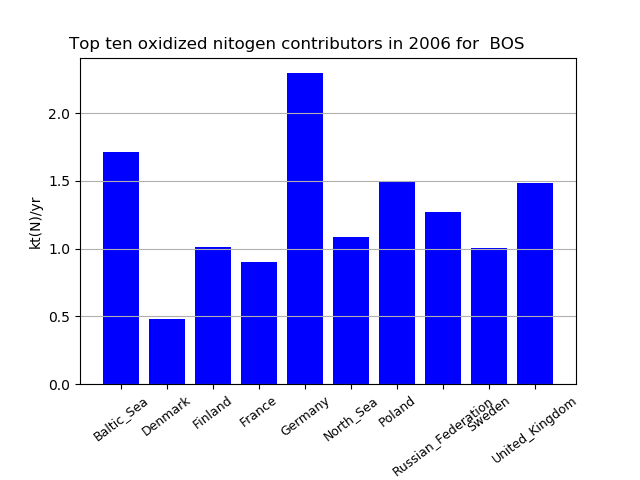 Top ten oxidized nitogen contributors in 2006 for  BOS
kt(N)/yr
2.0
1.5
1.0
0.5
0.0
Baltic_Sea
Denmark
Finland
France
Germany
North_Sea
Poland
Russian_Federation
Sweden
United_Kingdom